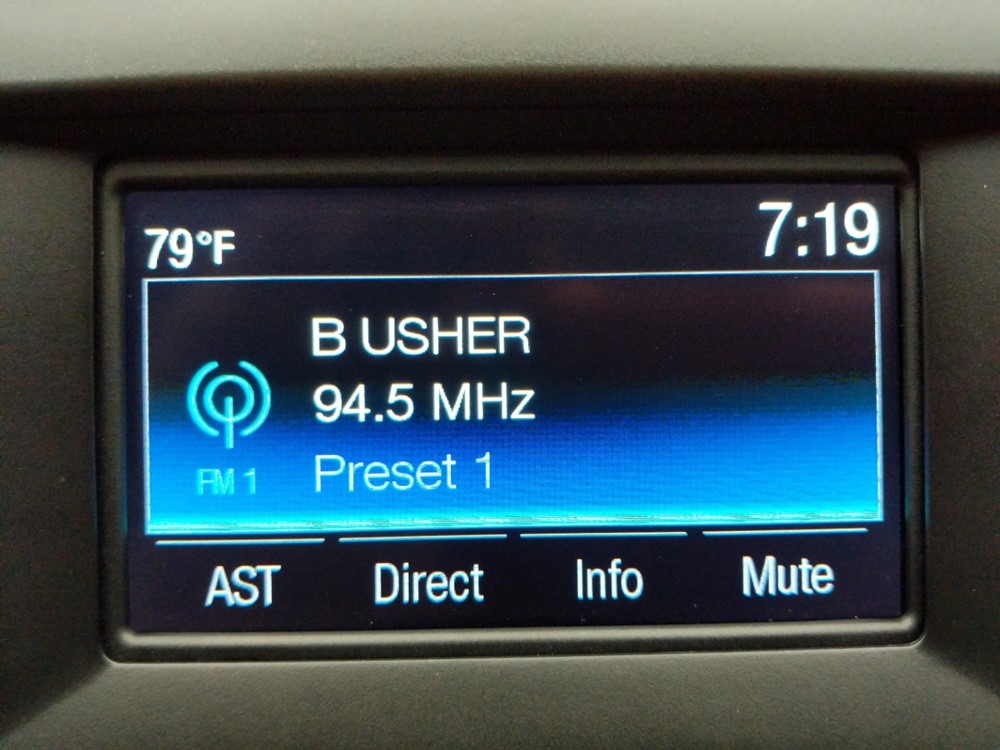 79°F 7:19
B USHER
94.5 MHz
FM 1 Preset 1
AST Direct Info Mute